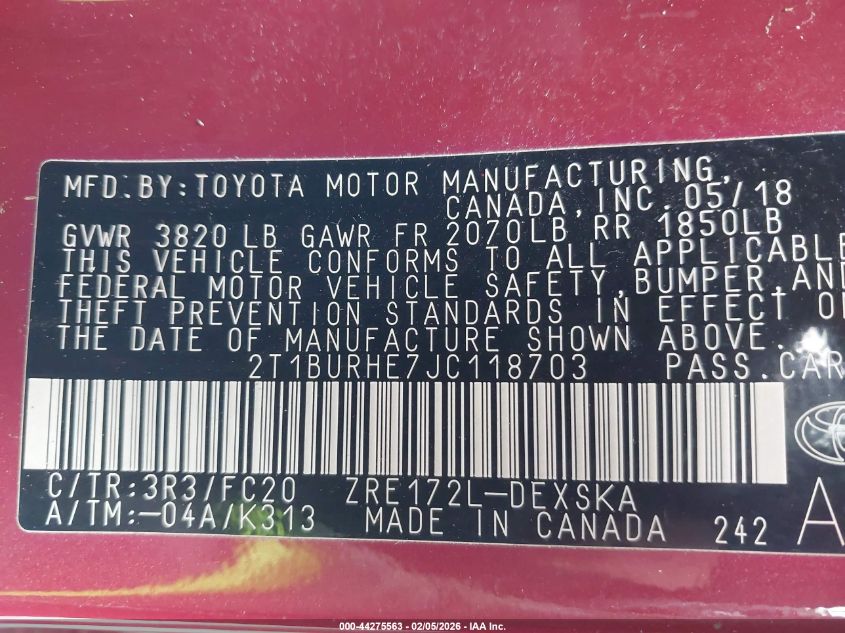 MFD.BY:TOYOTA MOTOR MANUFACTURING,
CANADA,INC.05/18
GVWR 3820 LB GAWR FR 2070LB RR 1850LB
THIS VEHICLE CONFORMS TO ALL APPLICABLE
FEDERAL MOTOR VEHICLE SAFETY,BUMPER,AND
THEFT PREVENTION STANDARDS IN EFFECT O
THE DATE OF MANUFACTURE SHOWN ABOVE.
2T1BURHE7JC118703 PASS.CAR
C/TR:3R3/FC20 ZRE172L-DEXSKA
A/TM:-04A/K313 MADE IN CANADA 242 A
000-44275563 - 02/05/2026 - IAA Inc.